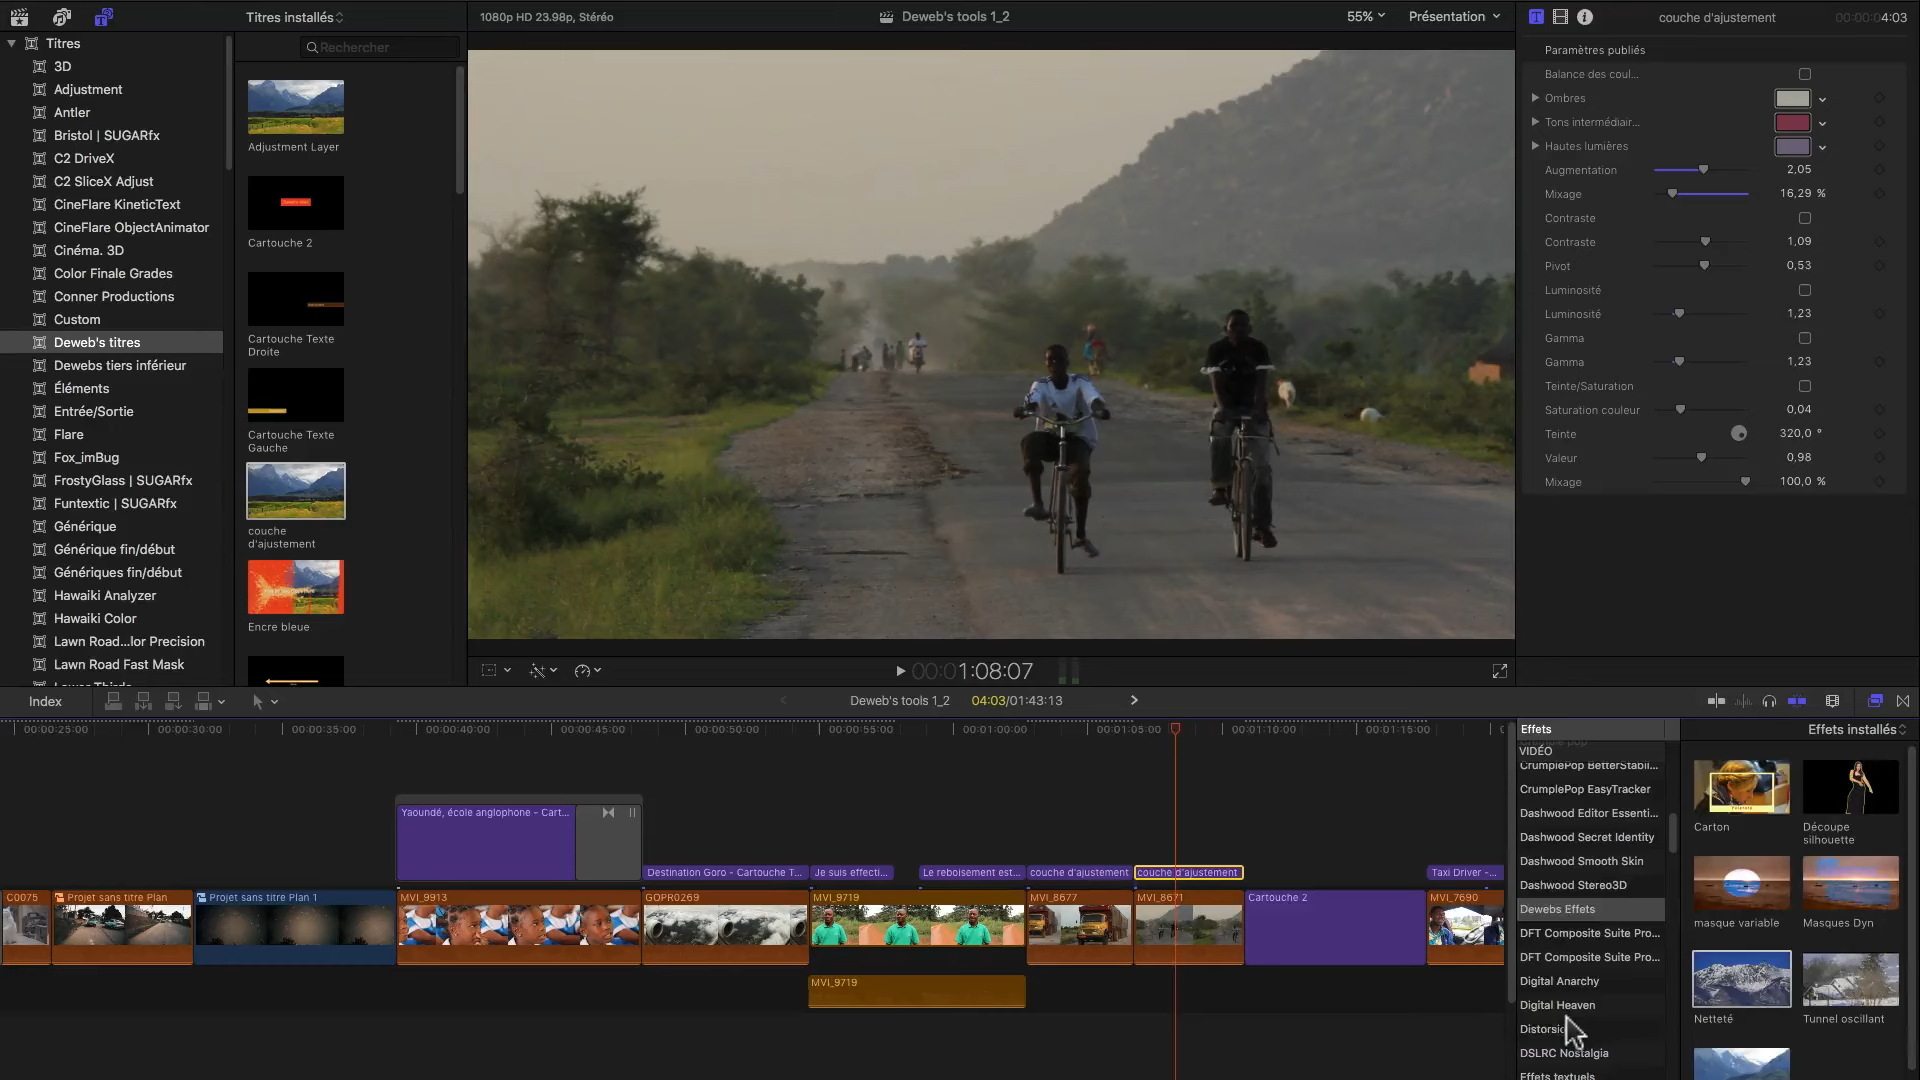 Titres installés
1080p HD 23.98p, Stéréo
Deweb's tools 1_2
55%
Présentation
couche d'ajustement
00:00:04:03
Titres
3D
Adjustment
Antler
Bristol | SUGARfx
C2 DriveX
C2 SliceX Adjust
CineFlare KineticText
CineFlare ObjectAnimator
Cinéma. 3D
Color Finale Grades
Conner Productions
Custom
Deweb's titres
Dewebs tiers inférieur
Éléments
Entrée/Sortie
Flare
Fox_imBug
FrostyGlass | SUGARfx
Funtextic | SUGARfx
Générique
Générique fin/début
Génériques fin/début
Hawaiki Analyzer
Hawaiki Color
Lawn Road...lor Precision
Lawn Road Fast Mask
Rechercher
Adjustment Layer
Cartouche 2
Cartouche Texte
Droite
Cartouche Texte
Gauche
couche
d'ajustement
Encre bleue
Paramètres publiés
Balance des coul...
Ombres
Tons intermédiair...
Hautes lumières
Augmentation 2,05
Mixage 16,29 %
Contraste
Contraste 1,09
Pivot 0,53
Luminosité
Luminosité 1,23
Gamma
Gamma 1,23
Teinte/Saturation
Saturation couleur 0,04
Teinte 320,0 °
Valeur 0,98
Mixage 100,0 %
00:01:08:07
Index
Deweb's tools 1_2
04:03/01:43:13
00:00:25:00
00:00:30:00
00:00:35:00
00:00:40:00
00:00:45:00
00:00:50:00
00:00:55:00
00:01:00:00
00:01:05:00
00:01:10:00
00:01:15:00
Yaoundé, école anglophone - Cart...
Destination Goro - Cartouche T...
Je suis effecti...
Le reboisement est...
couche d'ajustement
couche d'ajustement
Taxi Driver -...
C0075
Projet sans titre Plan
Projet sans titre Plan 1
MVI_9913
GOPR0269
MVI_9719
MVI_8677
MVI_8671
Cartouche 2
MVI_7690
MVI_9719
Effets
VIDÉO
CrumplePop BetterStabil...
CrumplePop EasyTracker
Dashwood Editor Essenti...
Dashwood Secret Identity
Dashwood Smooth Skin
Dashwood Stereo3D
Dewebs Effets
DFT Composite Suite Pro...
DFT Composite Suite Pro...
Digital Anarchy
Digital Heaven
DSLRC Nostalgia
Effets textuels
Effets installés
Carton
Découpe
silhouette
masque variable
Masques Dyn
Netteté
Tunnel oscillant